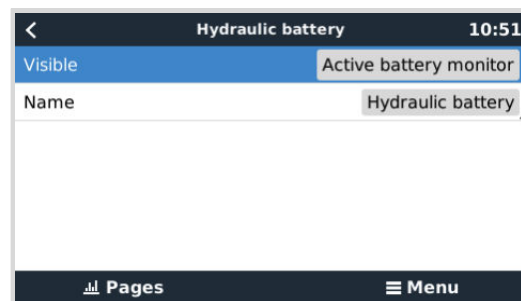 Hydraulic battery 10:51
Visible Active battery monitor
Name Hydraulic battery
Pages Menu